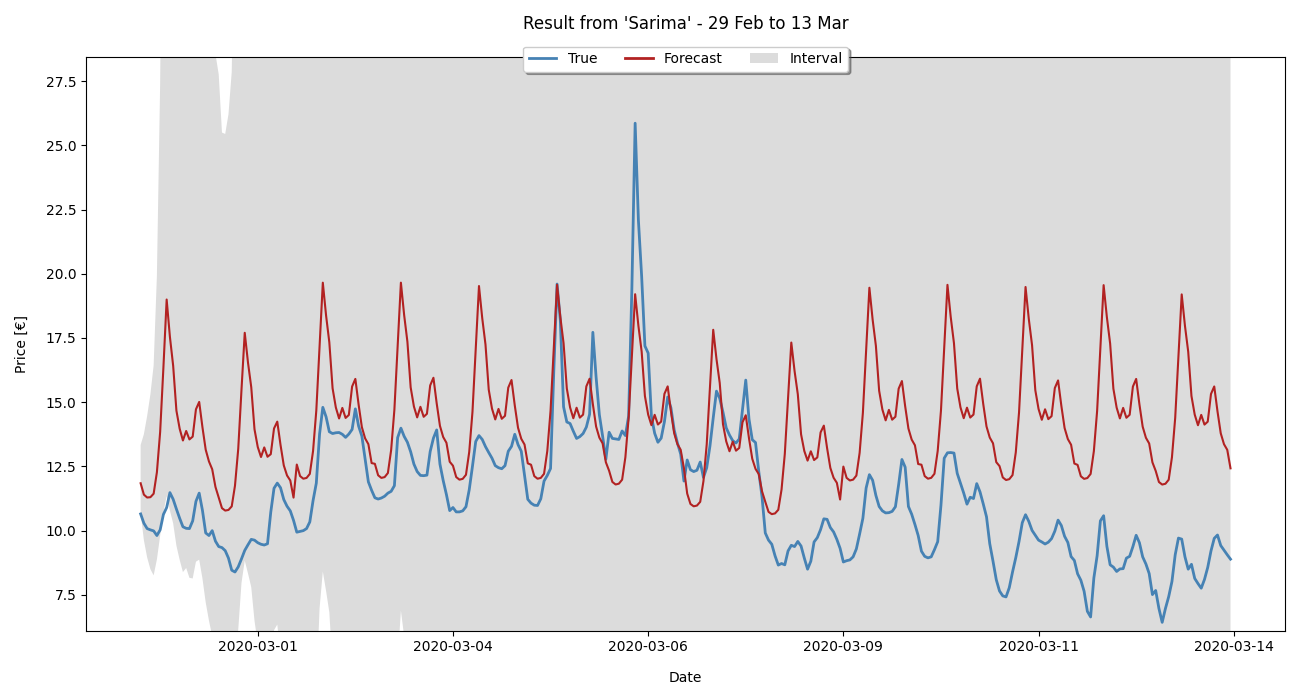 Result from 'Sarima' - 29 Feb to 13 Mar
True Forecast Interval
27.5
25.0
22.5
20.0
17.5
15.0
12.5
10.0
7.5
Price [€]
2020-03-01 2020-03-04 2020-03-06 2020-03-09 2020-03-11 2020-03-14
Date